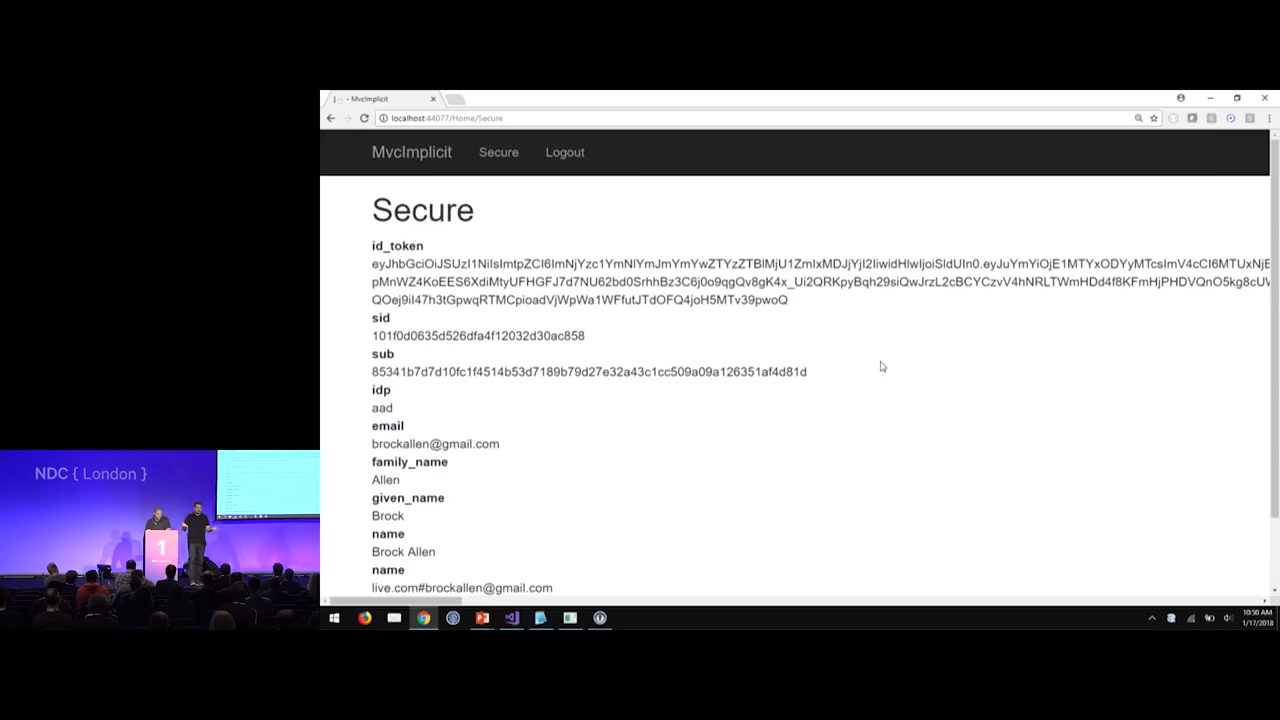 MvcImplicit
localhost:44077/Home/Secure
MvcImplicit Secure Logout
Secure
id_token
sid
101f0d0635d526dfa4f12032d30ac858
sub
85341b7d7d10fc1f4514b53d7189b79d27e32a43c1cc509a09a126351af4d81d
idp
aad
email
brockallen@gmail.com
family_name
Allen
given_name
Brock
name
Brock Allen
name
live.com#brockallen@gmail.com
NDC { London }
1
10:50 AM
1/17/2018